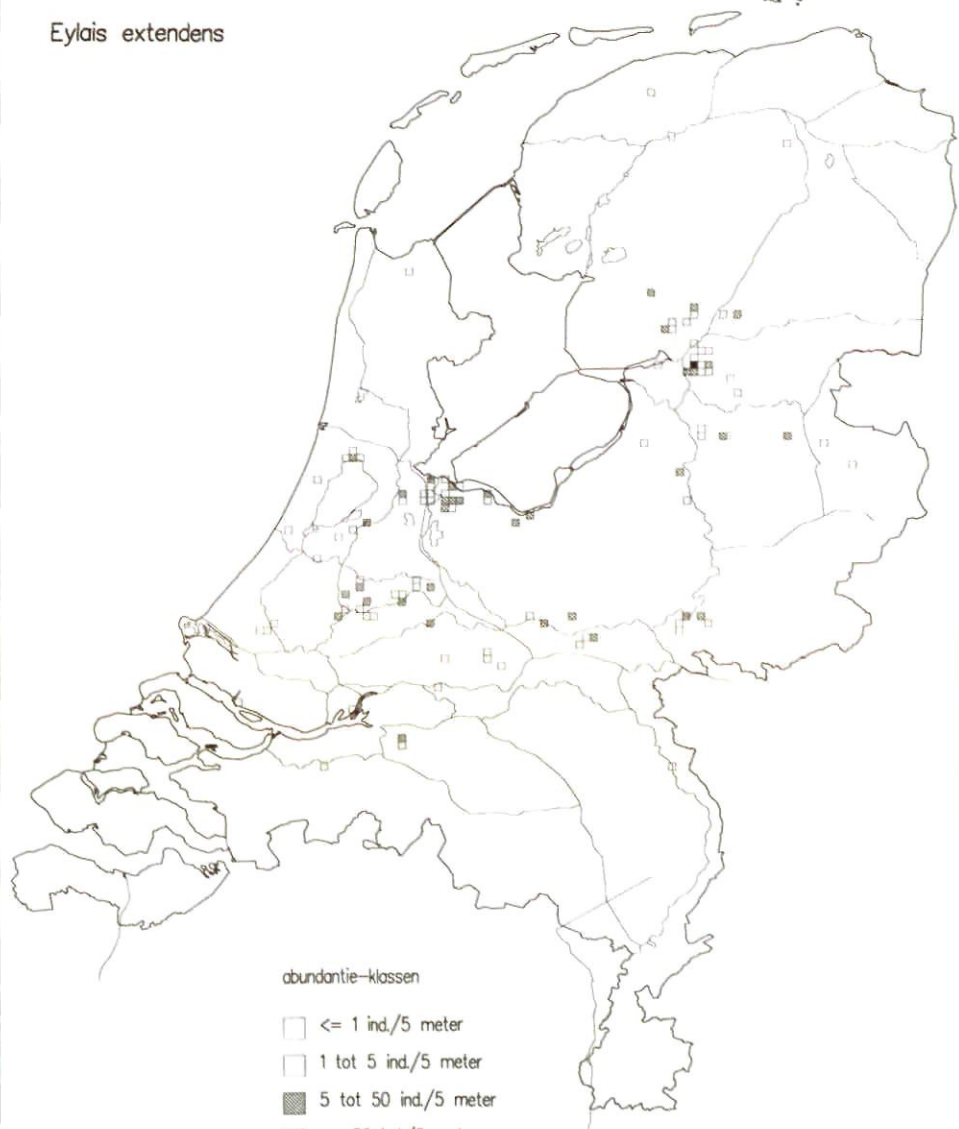 Eylais extendens
abundantie-klassen
<= 1 ind./5 meter
1 tot 5 ind./5 meter
5 tot 50 ind./5 meter